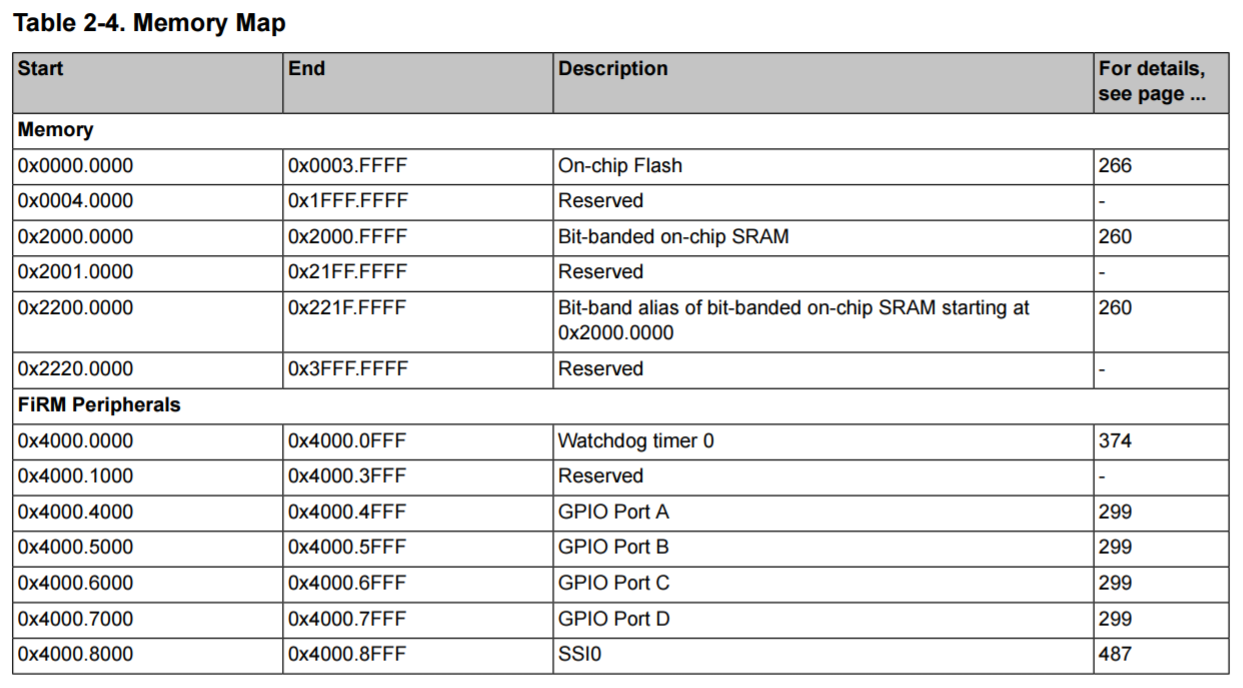 Table 2-4. Memory Map
Start End Description For details,
see page ...
Memory
0x0000.0000 0x0003.FFFF On-chip Flash 266
0x0004.0000 0x1FFF.FFFF Reserved -
0x2000.0000 0x2000.FFFF Bit-banded on-chip SRAM 260
0x2001.0000 0x21FF.FFFF Reserved -
0x2200.0000 0x221F.FFFF Bit-band alias of bit-banded on-chip SRAM starting at 260
0x2000.0000
0x2220.0000 0x3FFF.FFFF Reserved -
FiRM Peripherals
0x4000.0000 0x4000.0FFF Watchdog timer 0 374
0x4000.1000 0x4000.3FFF Reserved -
0x4000.4000 0x4000.4FFF GPIO Port A 299
0x4000.5000 0x4000.5FFF GPIO Port B 299
0x4000.6000 0x4000.6FFF GPIO Port C 299
0x4000.7000 0x4000.7FFF GPIO Port D 299
0x4000.8000 0x4000.8FFF SSI0 487